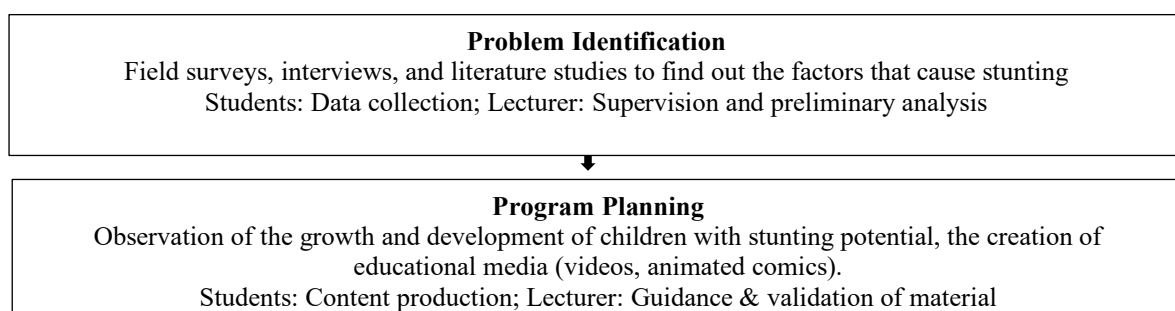 Problem Identification
Field surveys, interviews, and literature studies to find out the factors that cause stunting
Students: Data collection; Lecturer: Supervision and preliminary analysis
Program Planning
Observation of the growth and development of children with stunting potential, the creation of
educational media (videos, animated comics).
Students: Content production; Lecturer: Guidance & validation of material